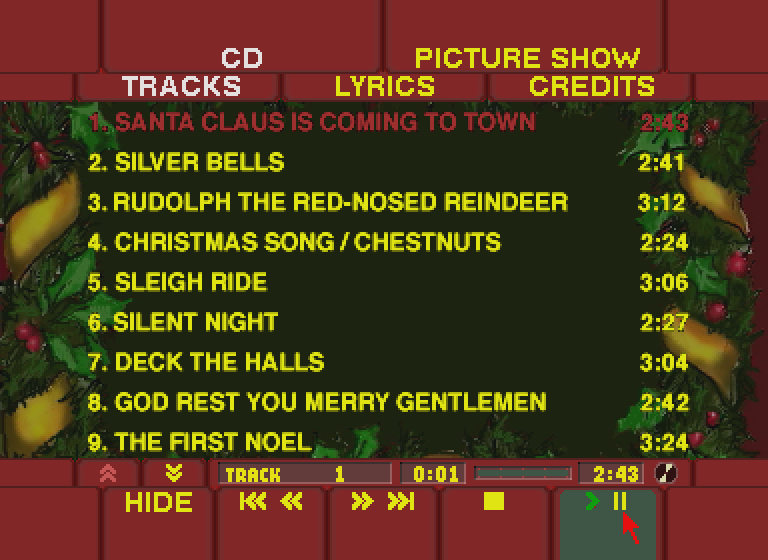 CD
PICTURE SHOW
TRACKS LYRICS CREDITS
1. SANTA CLAUS IS COMING TO TOWN 2:43
2. SILVER BELLS 2:41
3. RUDOLPH THE RED-NOSED REINDEER 3:12
4. CHRISTMAS SONG / CHESTNUTS 2:24
5. SLEIGH RIDE 3:06
6. SILENT NIGHT 2:27
7. DECK THE HALLS 3:04
8. GOD REST YOU MERRY GENTLEMEN 2:42
9. THE FIRST NOEL 3:24
TRACK 1 0:01 2:43
HIDE